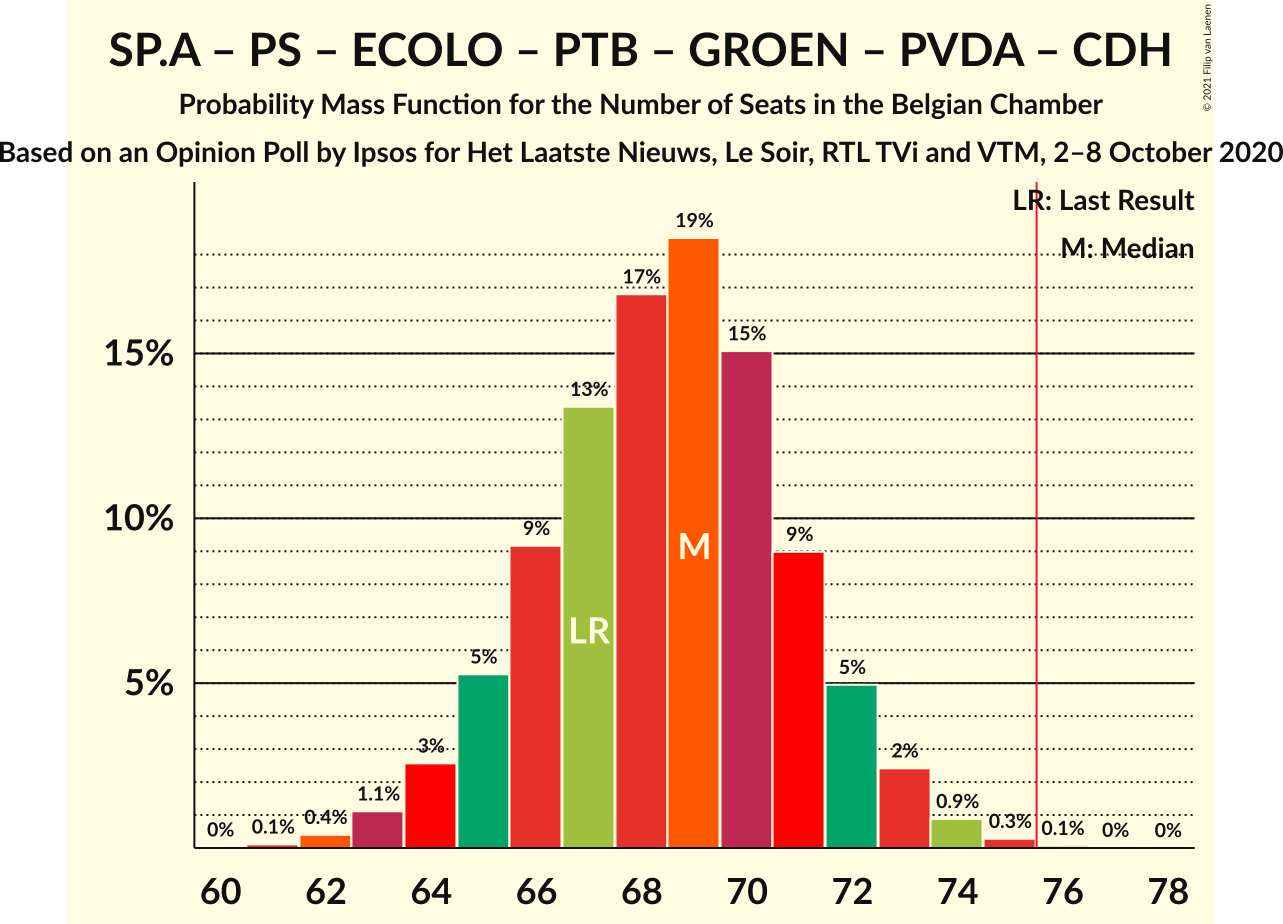 SP.A – PS – ECOLO – PTB – GROEN – PVDA – CDH
Probability Mass Function for the Number of Seats in the Belgian Chamber
Based on an Opinion Poll by Ipsos for Het Laatste Nieuws, Le Soir, RTL TVi and VTM, 2–8 October 2020
© 2021 Filip van Laenen
LR: Last Result
M: Median
15%
10%
5%
0%
0.1%
0.4%
1.1%
3%
5%
9%
13%
17%
19%
15%
9%
5%
2%
0.9%
0.3%
0.1%
0%
0%
LR
M
60 62 64 66 68 70 72 74 76 78